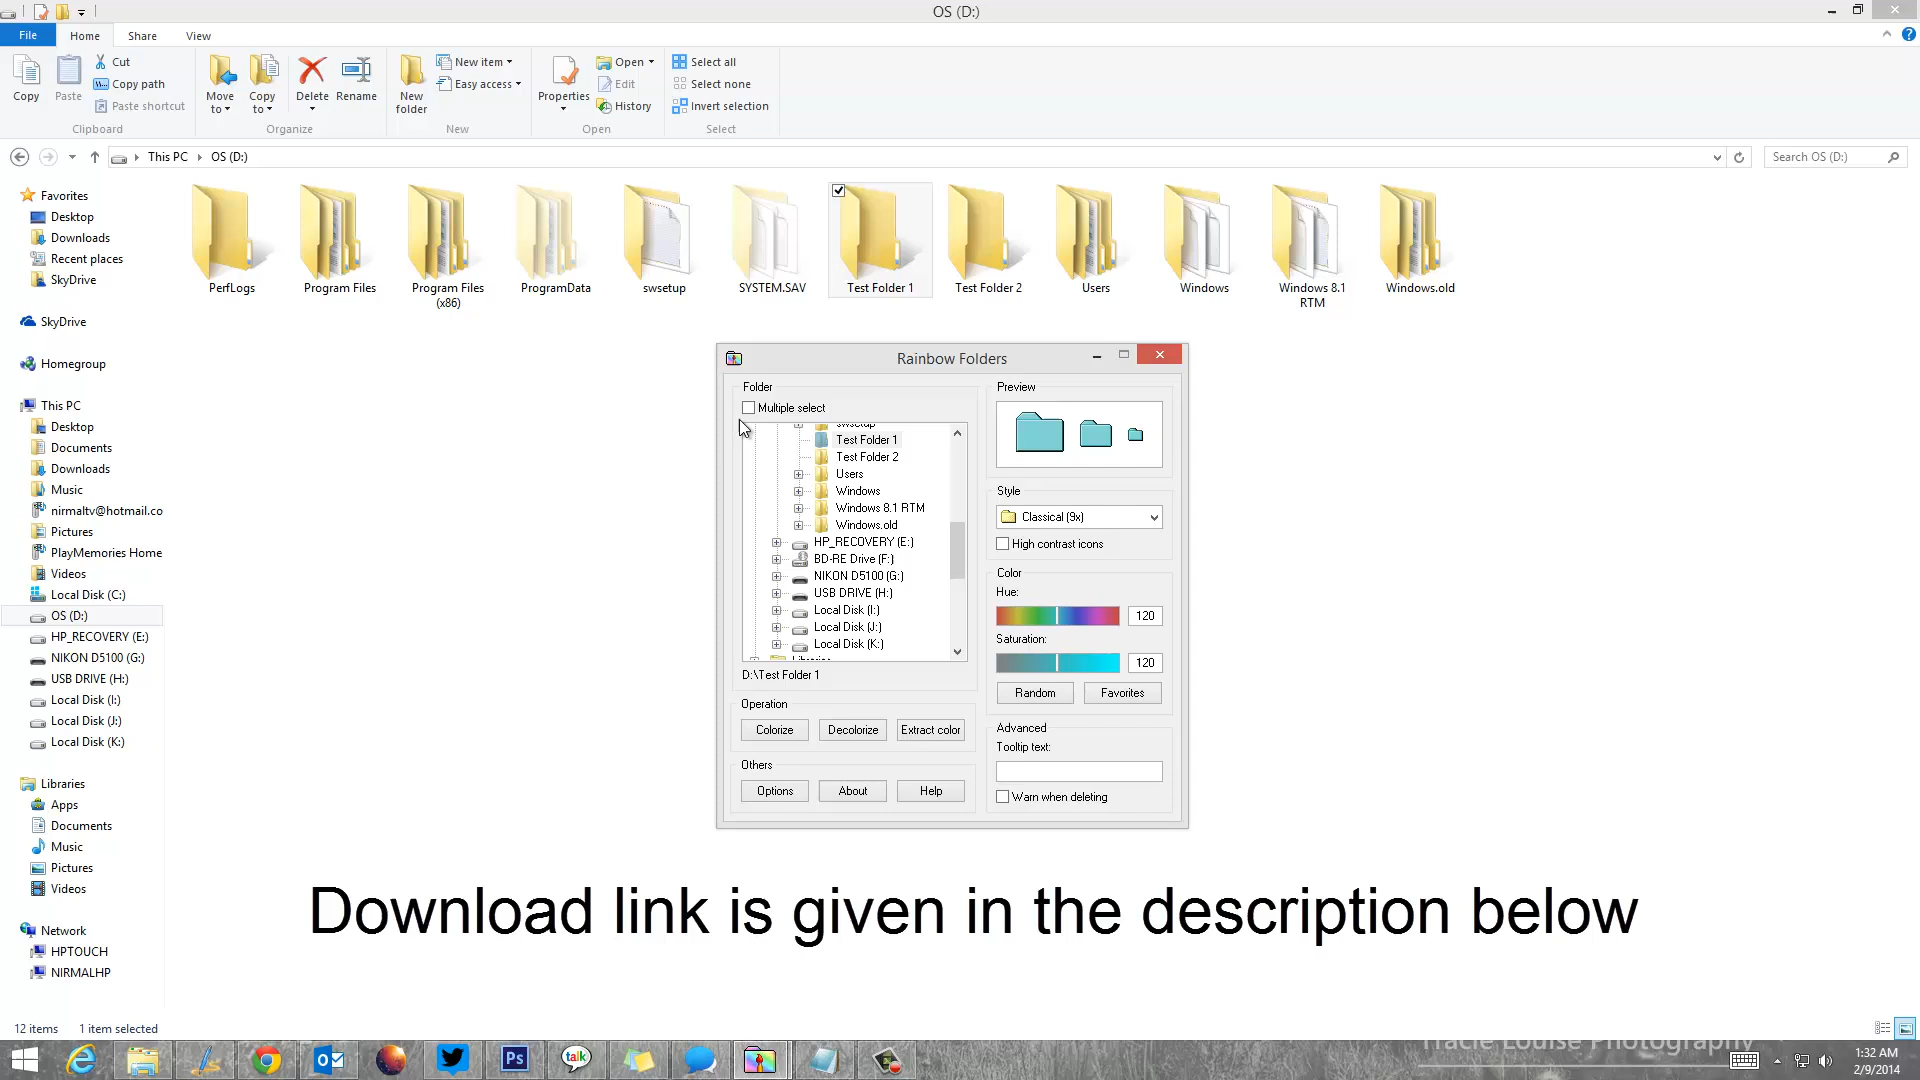 OS (D:)
File Home Share View
Copy Paste Cut Copy path Paste shortcut Clipboard
Move to Copy to Delete Rename Organize
New folder New item Easy access New
Properties Open Edit History Open
Select all Select none Invert selection Select
This PC OS (D:) Search OS (D:)
PerfLogs Program Files Program Files (x86) ProgramData swsetup SYSTEM.SAV Test Folder 1 Test Folder 2 Users Windows Windows 8.1 RTM Windows.old
Favorites
Desktop
Downloads
Recent places
SkyDrive
SkyDrive
Homegroup
This PC
Desktop
Documents
Downloads
Music
nirmaltv@hotmail.co
Pictures
PlayMemories Home
Videos
Local Disk (C:)
OS (D:)
HP_RECOVERY (E:)
NIKON D5100 (G:)
USB DRIVE (H:)
Local Disk (I:)
Local Disk (J:)
Local Disk (K:)
Libraries
Apps
Documents
Music
Pictures
Videos
Network
HPTOUCH
NIRMALHP
Rainbow Folders
Folder
Multiple select
swsetup
Test Folder 1
Test Folder 2
Users
Windows
Windows 8.1 RTM
Windows.old
HP_RECOVERY (E:)
BD-RE Drive (F:)
NIKON D5100 (G:)
USB DRIVE (H:)
Local Disk (I:)
Local Disk (J:)
Local Disk (K:)
Libraries
D:\Test Folder 1
Operation
Colorize Decolorize Extract color
Others
Options About Help
Preview
Style
Classical (9x)
High contrast icons
Color
Hue:
120
Saturation:
120
Random Favorites
Advanced
Tooltip text:
Warn when deleting
Download link is given in the description below
12 items 1 item selected
Ps talk
Tracie Louise Photography
1:32 AM
2/9/2014